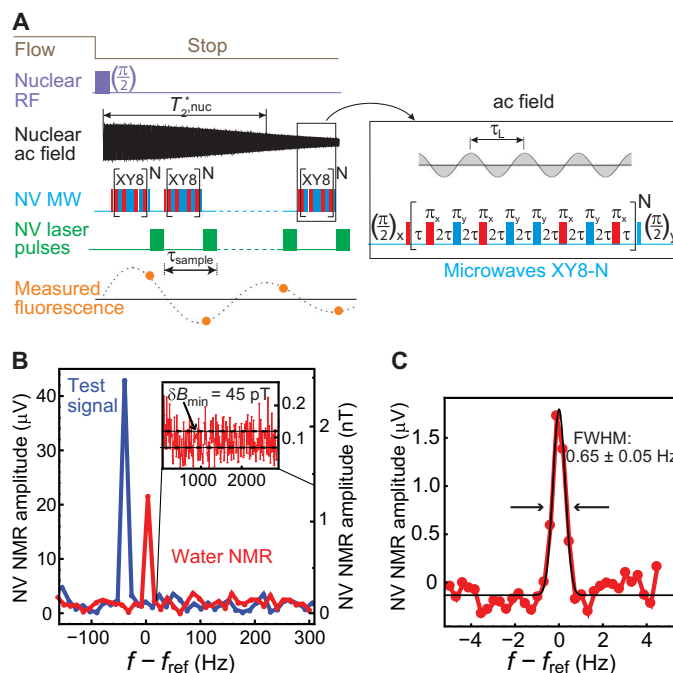 A
Flow
Stop
Nuclear RF
(π/2)
T*2,nuc
Nuclear ac field
ac field
τL
NV MW
[XY8]N
[XY8]N
[XY8]N
NV laser pulses
τsample
Measured fluorescence
πx πy πx πy πy πx πy πx N
(π/2)x [τ 2τ 2τ 2τ 2τ 2τ 2τ 2τ τ] (π/2)y
Microwaves XY8-N
B
Test signal
δBmin = 45 pT
0.2
0.1
1000 2000
Water NMR
NV NMR amplitude (μV)
40
30
20
10
0
NV NMR amplitude (nT)
2
1
0
−100 0 100 200 300
f − fref (Hz)
C
FWHM:
0.65 ± 0.05 Hz
NV NMR amplitude (μV)
1.5
1.0
0.5
0
−4 −2 0 2 4
f − fref (Hz)